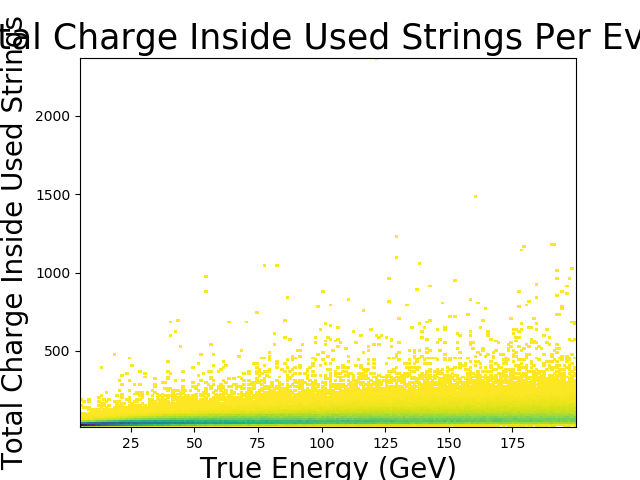 tal Charge Inside Used Strings Per Ev
Total Charge Inside Used Strings
2000
1500
1000
500
25 50 75 100 125 150 175
True Energy (GeV)